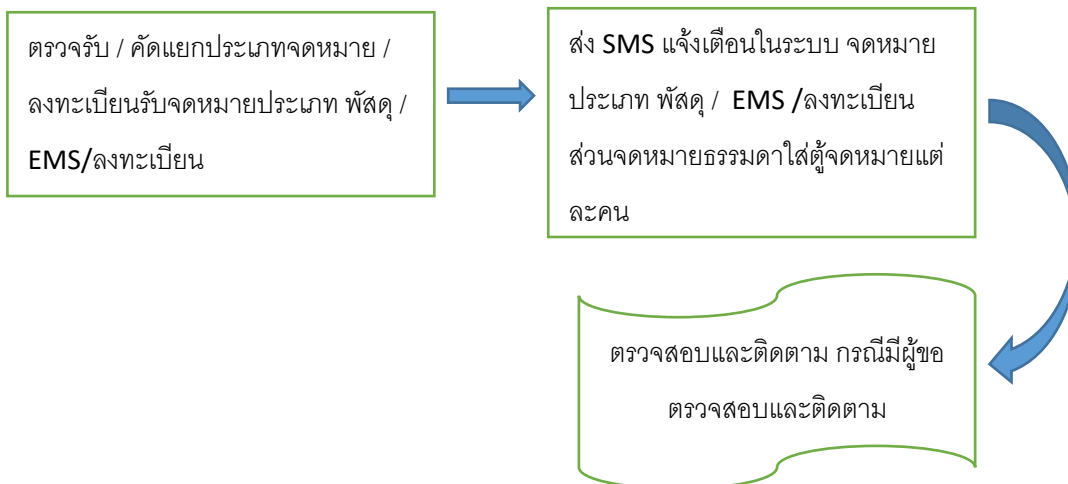 ตรวจรับ / คัดแยกประเภทจดหมาย /
ลงทะเบียนรับจดหมายประเภท พัสดุ /
EMS/ลงทะเบียน
ส่ง SMS แจ้งเตือนในระบบ จดหมาย
ประเภท พัสดุ / EMS /ลงทะเบียน
ส่วนจดหมายธรรมดาใส่ตู้จดหมายแต่
ละคน
ตรวจสอบและติดตาม กรณีมีผู้ขอ
ตรวจสอบและติดตาม